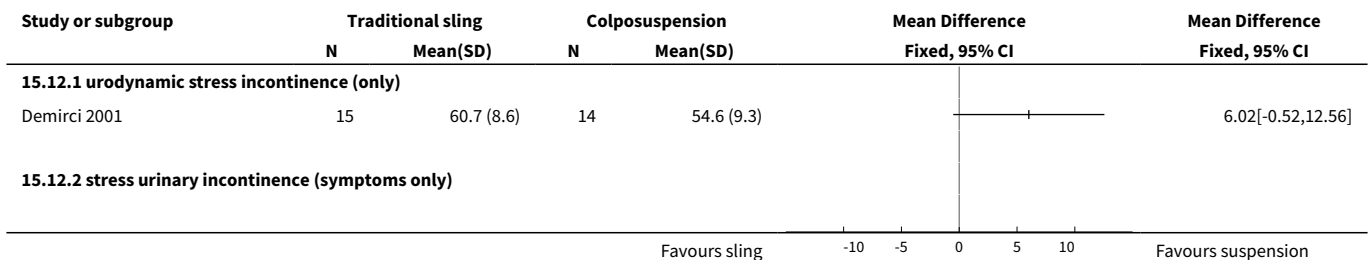 Study or subgroup Traditional sling Colposuspension Mean Difference Mean Difference
N Mean(SD) N Mean(SD) Fixed, 95% CI Fixed, 95% CI
15.12.1 urodynamic stress incontinence (only)
Demirci 2001 15 60.7 (8.6) 14 54.6 (9.3) 6.02[-0.52,12.56]
15.12.2 stress urinary incontinence (symptoms only)
Favours sling -10 -5 0 5 10 Favours suspension